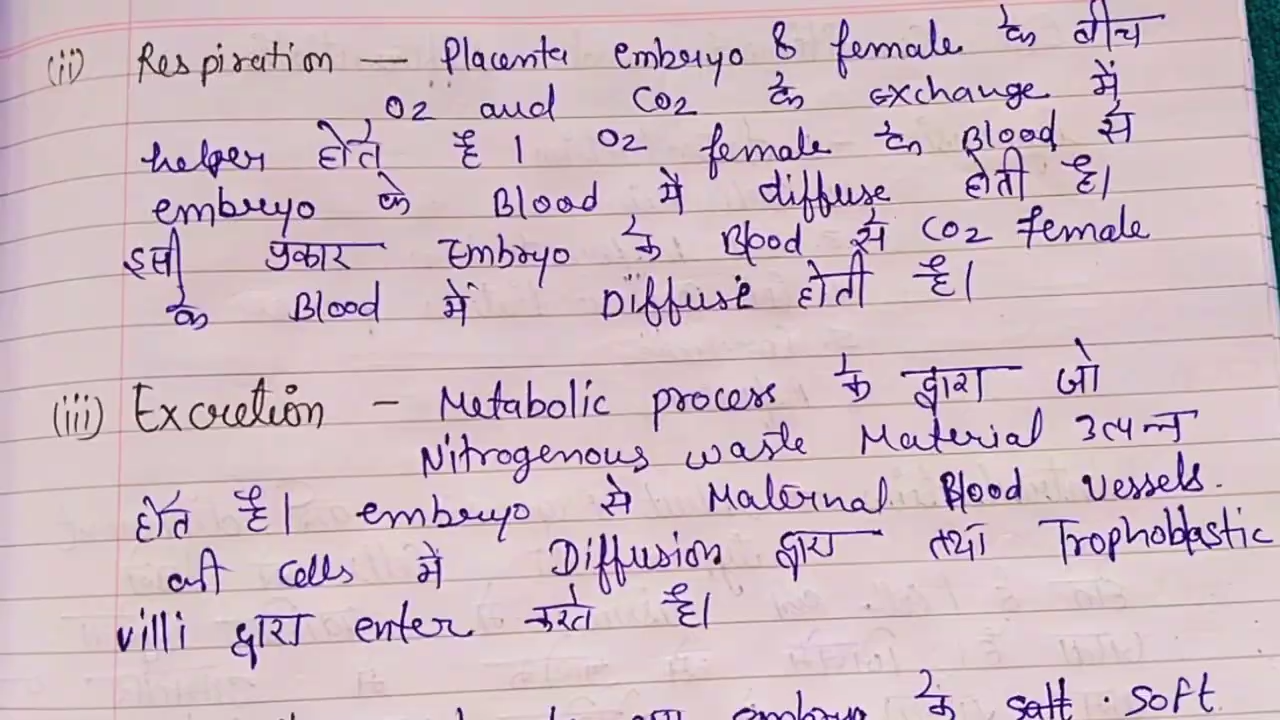 (ii) Respiration — Placenta embryo & female के बीच
O2 and CO2 के exchange में
helper होते है। O2 female के Blood से
embryo के Blood में diffuse होती है।
इसी प्रकार Embryo के Blood से CO2 female
के Blood में Diffuse होती है।
(iii) Excretion - Metabolic process के द्वारा जो
Nitrogenous waste Material उत्पन्न
होते है। embryo से Maternal Blood vessels.
की cells में Diffusion द्वारा तथा Trophoblastic
villi द्वारा enter करते है।
embryo के salt . soft